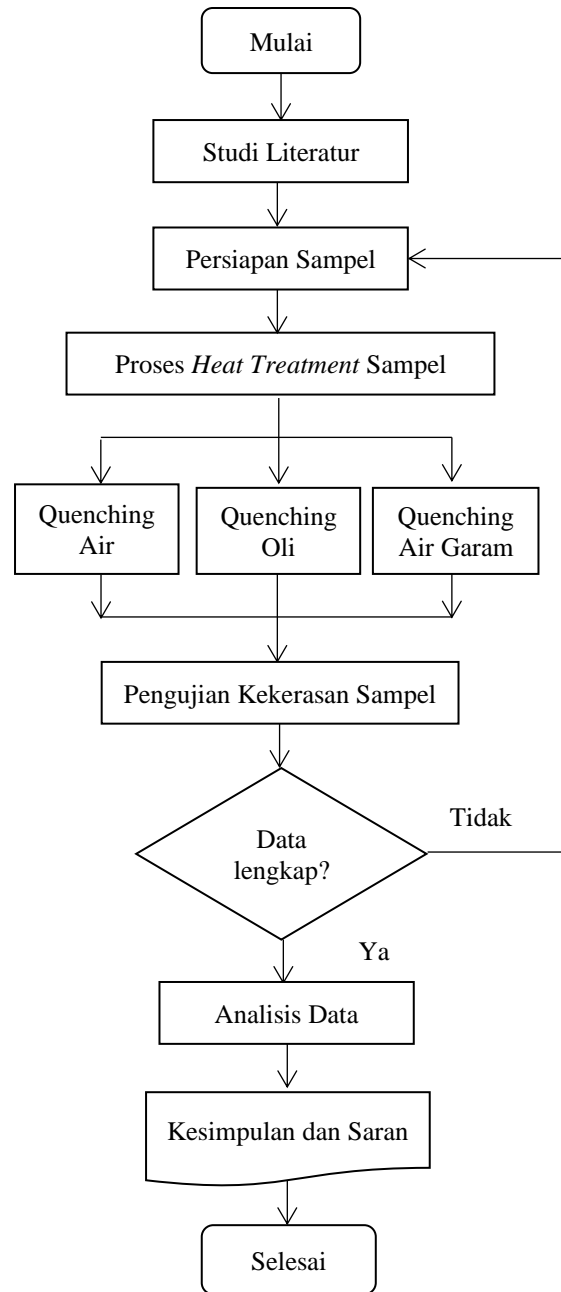 Mulai
Studi Literatur
Persiapan Sampel
Proses Heat Treatment Sampel
Quenching
Air
Quenching
Oli
Quenching
Air Garam
Pengujian Kekerasan Sampel
Data
lengkap?
Tidak
Ya
Analisis Data
Kesimpulan dan Saran
Selesai